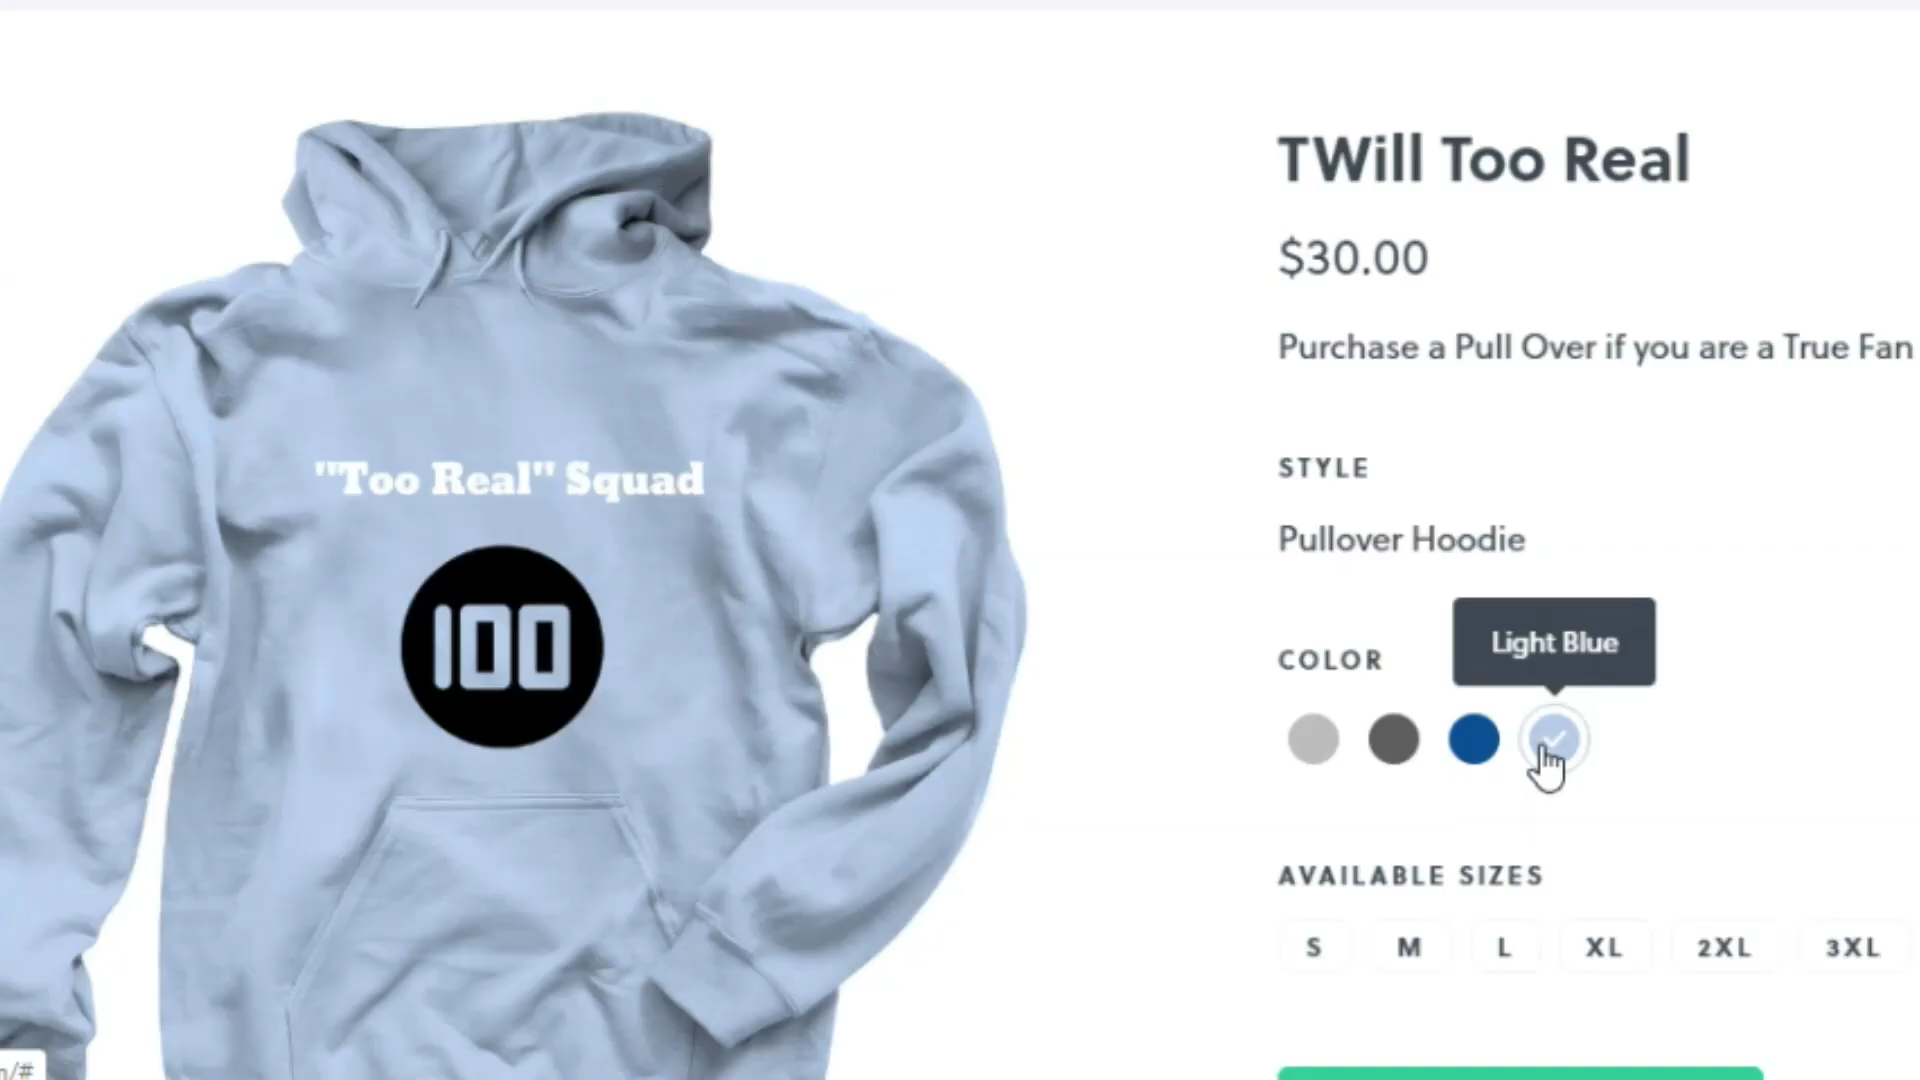 TWill Too Real
$30.00
Purchase a Pull Over if you are a True Fan
"Too Real" Squad
100
STYLE
Pullover Hoodie
Light Blue
COLOR
AVAILABLE SIZES
S M L XL 2XL 3XL
/#